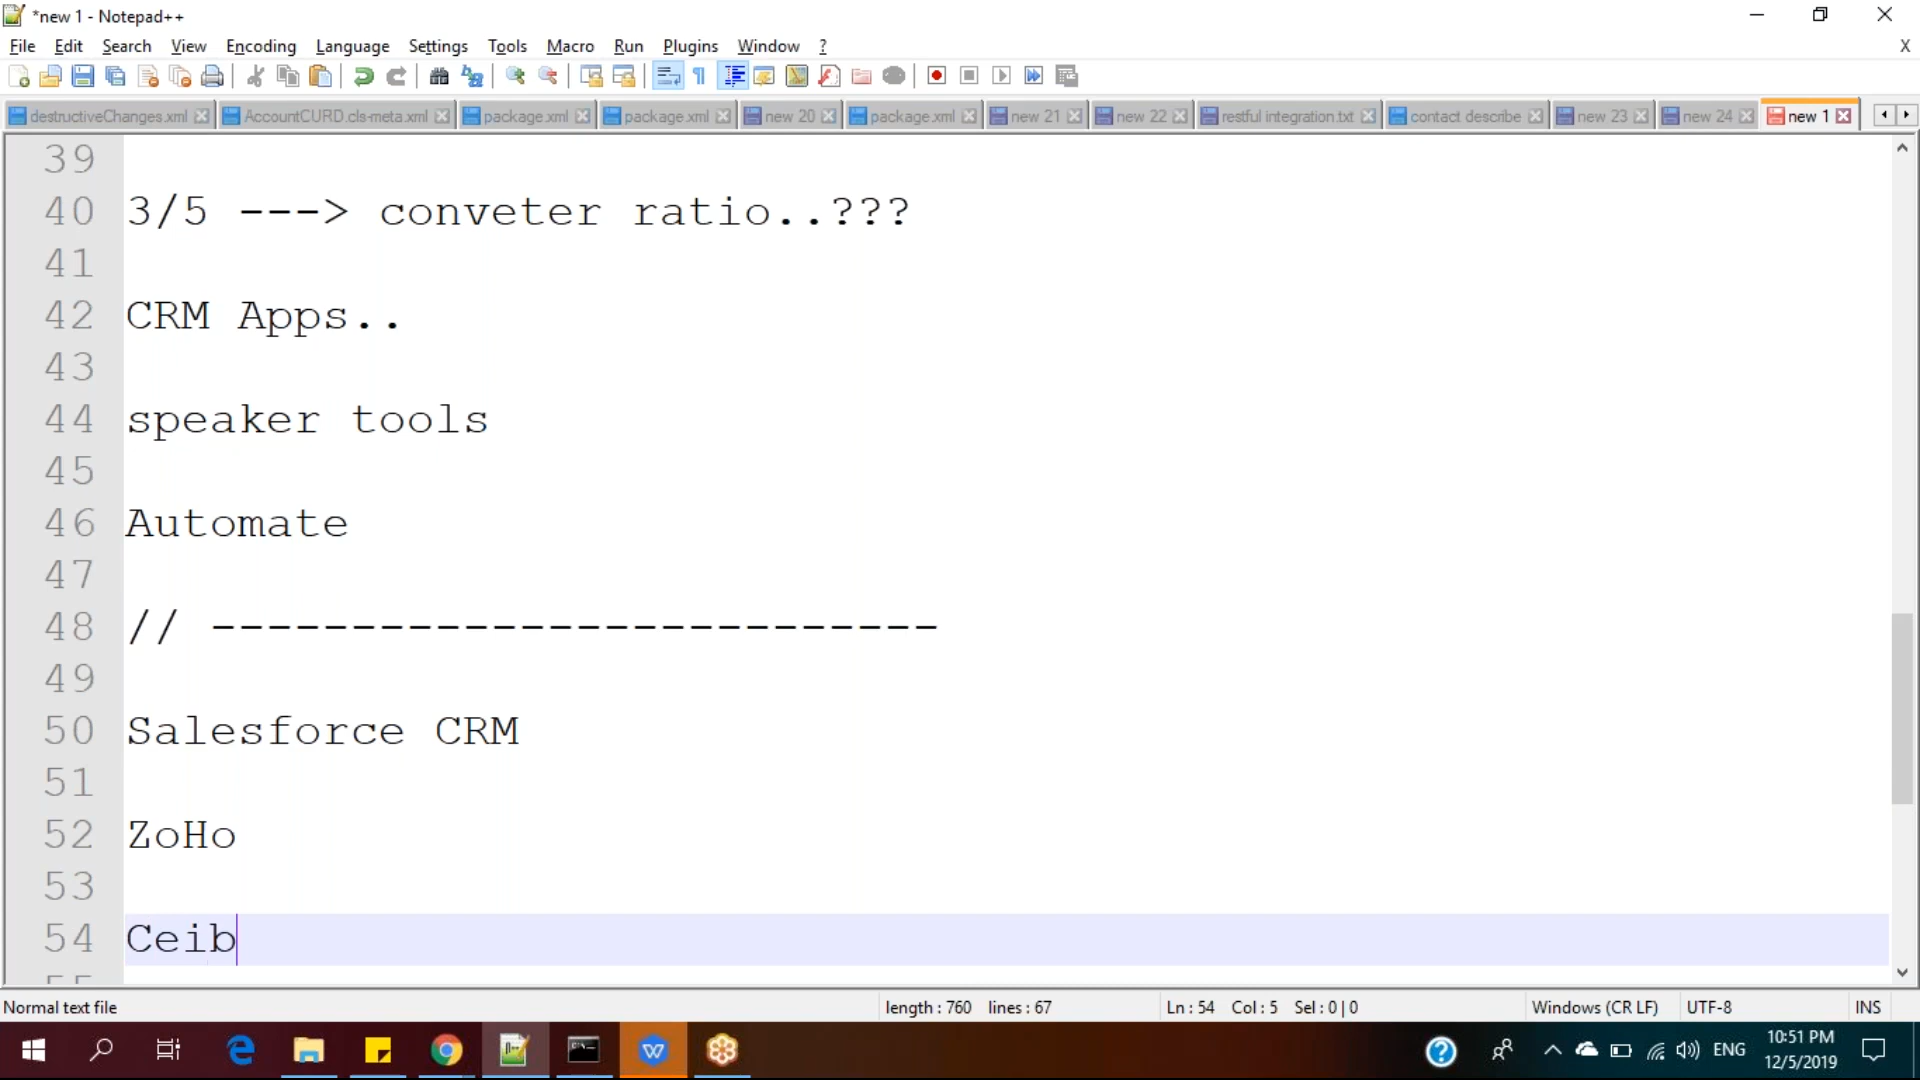 *new 1 - Notepad++
File Edit Search View Encoding Language Settings Tools Macro Run Plugins Window ? X
destructiveChanges.xml AccountCURD.cls-meta.xml package.xml package.xml new 20 package.xml new 21 new 22 restful integration.txt contact describe new 23 new 24 new 1
39
40 3/5 ---> conveter ratio..???
41
42 CRM Apps..
43
44 speaker tools
45
46 Automate
47
48 // --------------------------
49
50 Salesforce CRM
51
52 ZoHo
53
54 Ceib
Normal text file length : 760 lines : 67 Ln : 54 Col : 5 Sel : 0 | 0 Windows (CR LF) UTF-8 INS
ENG 10:51 PM
12/5/2019